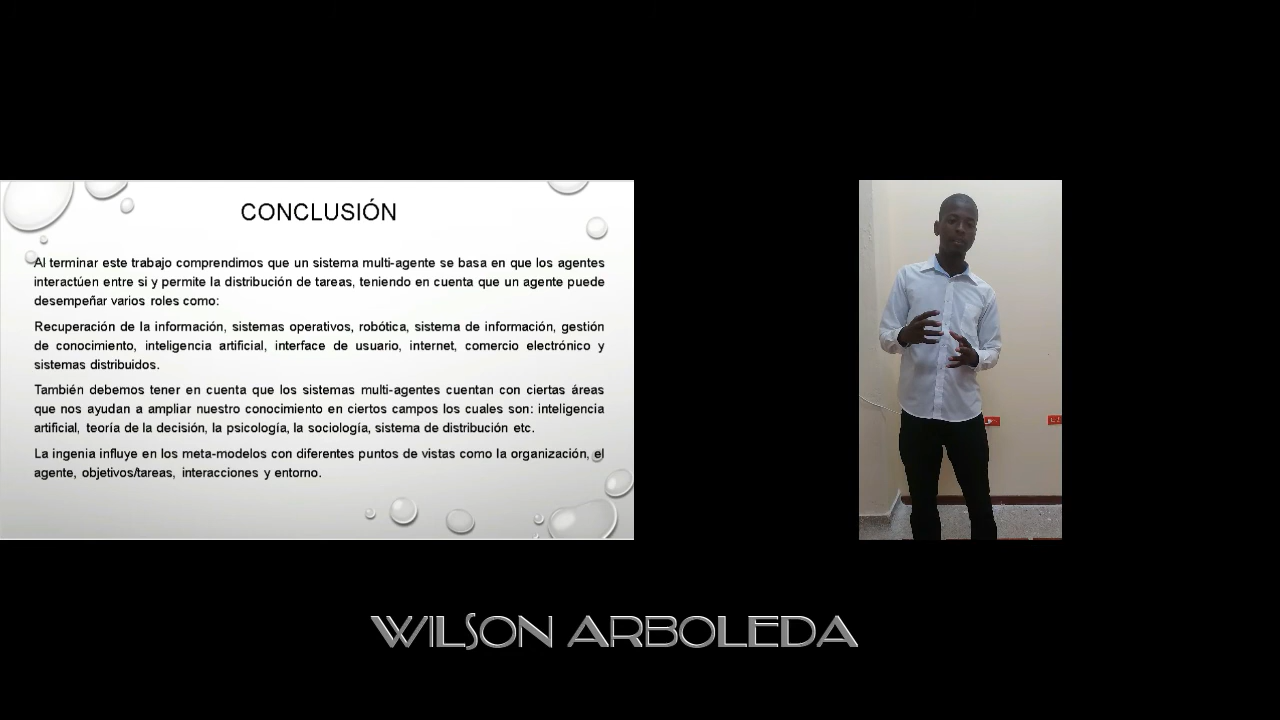 CONCLUSIÓN
Al terminar este trabajo comprendimos que un sistema multi-agente se basa en que los agentes
interactúen entre si y permite la distribución de tareas, teniendo en cuenta que un agente puede
desempeñar varios roles como:
Recuperación de la información, sistemas operativos, robótica, sistema de información, gestión
de conocimiento, inteligencia artificial, interface de usuario, internet, comercio electrónico y
sistemas distribuidos.
También debemos tener en cuenta que los sistemas multi-agentes cuentan con ciertas áreas
que nos ayudan a ampliar nuestro conocimiento en ciertos campos los cuales son: inteligencia
artificial, teoría de la decisión, la psicología, la sociología, sistema de distribución etc.
La ingenia influye en los meta-modelos con diferentes puntos de vistas como la organización, el
agente, objetivos/tareas, interacciones y entorno.
WILSON ARBOLEDA